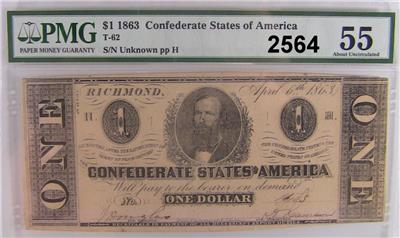 PMG
PAPER MONEY GUARANTY
$1 1863 Confederate States of America
T-62
S/N Unknown pp H
2564
55
About Uncirculated
RICHMOND,
April 6th 1863
H.
1
1
ONE
ONE
CONFEDERATE STATES AMERICA
Will pay to the bearer on demand
No.
ONE DOLLAR